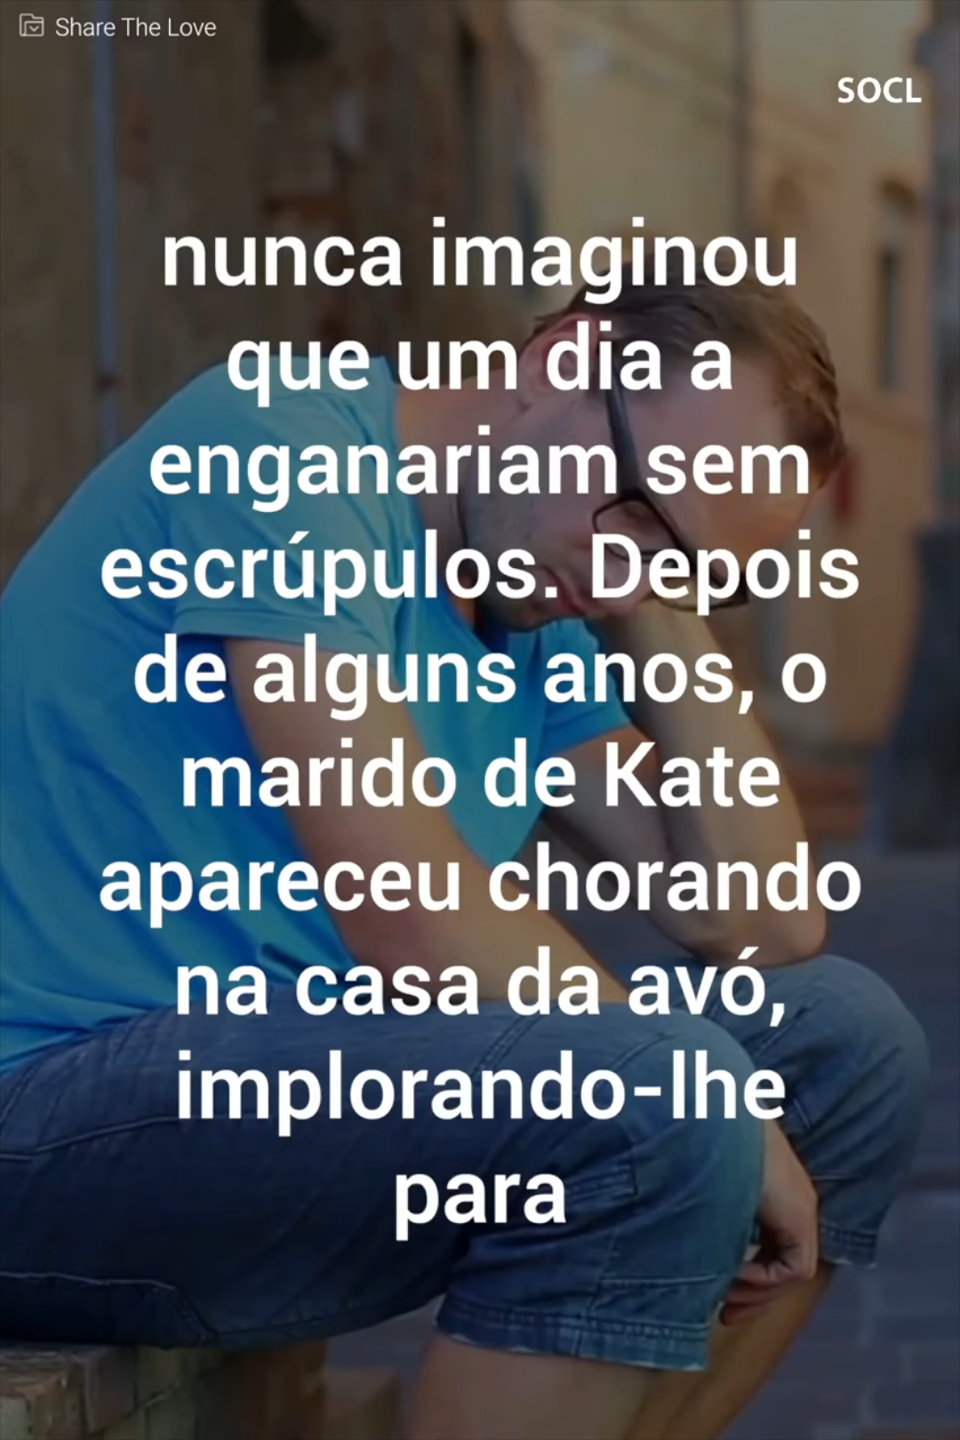 Share The Love
SOCL
nunca imaginou
que um dia a
enganariam sem
escrúpulos. Depois
de alguns anos, o
marido de Kate
apareceu chorando
na casa da avó,
implorando-lhe
para